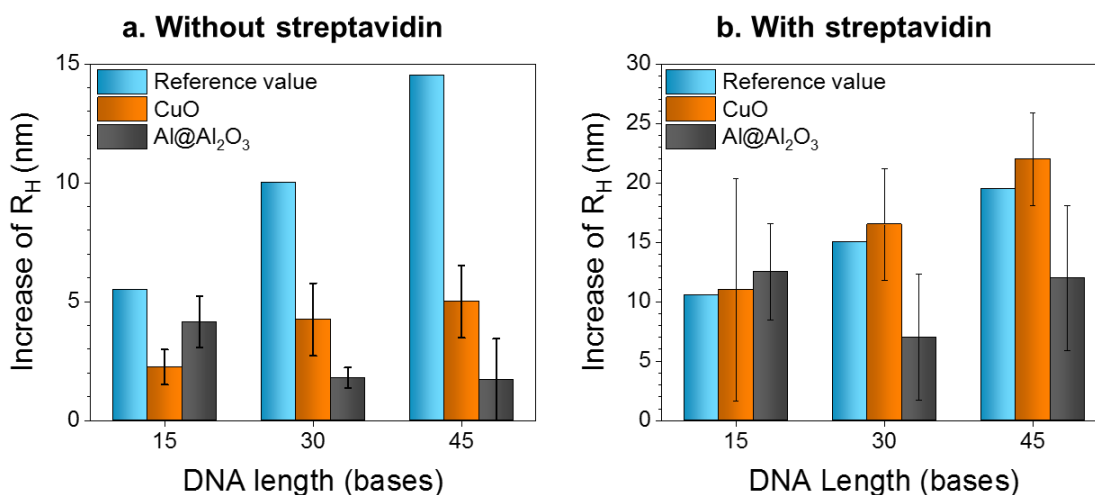 a. Without streptavidin
15
10
5
0
Increase of R_H (nm)
Reference value
CuO
Al@Al₂O₃
15 30 45
DNA length (bases)
b. With streptavidin
30
25
20
15
10
5
0
Increase of R_H (nm)
Reference value
CuO
Al@Al₂O₃
15 30 45
DNA Length (bases)